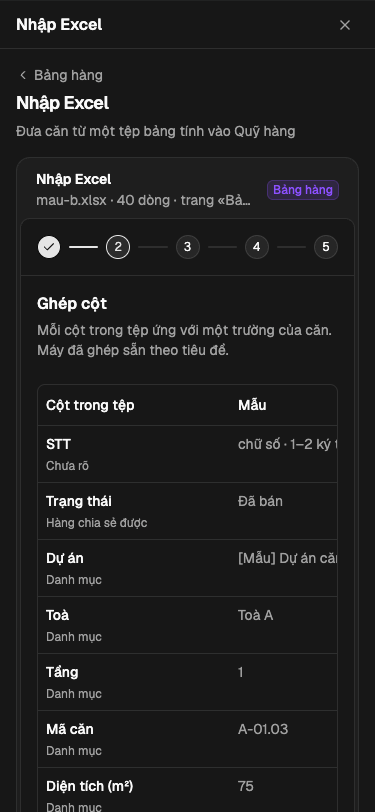 Nhập Excel
Bảng hàng
Nhập Excel
Đưa căn từ một tệp bảng tính vào Quỹ hàng
Nhập Excel
mau-b.xlsx · 40 dòng · trang «Bả...
Bảng hàng
2 3 4 5
Ghép cột
Mỗi cột trong tệp ứng với một trường của căn.
Máy đã ghép sẵn theo tiêu đề.
Cột trong tệp Mẫu
STT chữ số · 1–2 ký
Chưa rõ
Trạng thái Đã bán
Hàng chia sẻ được
Dự án [Mẫu] Dự án
Danh mục
Toà Toà A
Danh mục
Tầng 1
Danh mục
Mã căn A-01.03
Danh mục
Diện tích (m²) 75
Danh mục